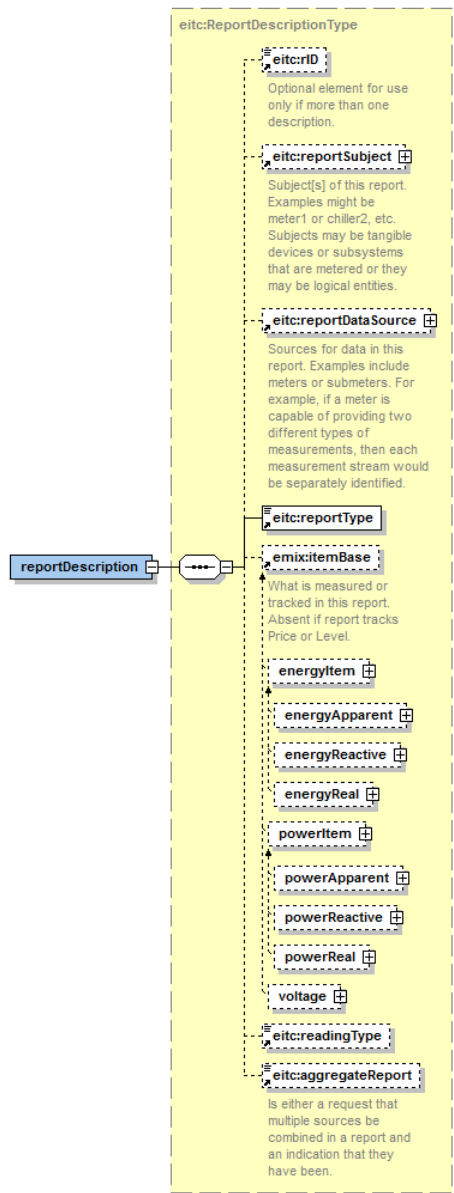 eitc:ReportDescriptionType
eitc:rID
Optional element for use
only if more than one
description.
eitc:reportSubject
Subject[s] of this report.
Examples might be
meter1 or chiller2, etc.
Subjects may be tangible
devices or subsystems
that are metered or they
may be logical entities.
eitc:reportDataSource
Sources for data in this
report. Examples include
meters or submeters. For
example, if a meter is
capable of providing two
different types of
measurements, then each
measurement stream would
be separately identified.
eitc:reportType
reportDescription
emix:itemBase
What is measured or
tracked in this report.
Absent if report tracks
Price or Level.
energyItem
energyApparent
energyReactive
energyReal
powerItem
powerApparent
powerReactive
powerReal
voltage
eitc:readingType
eitc:aggregateReport
Is either a request that
multiple sources be
combined in a report and
an indication that they
have been.